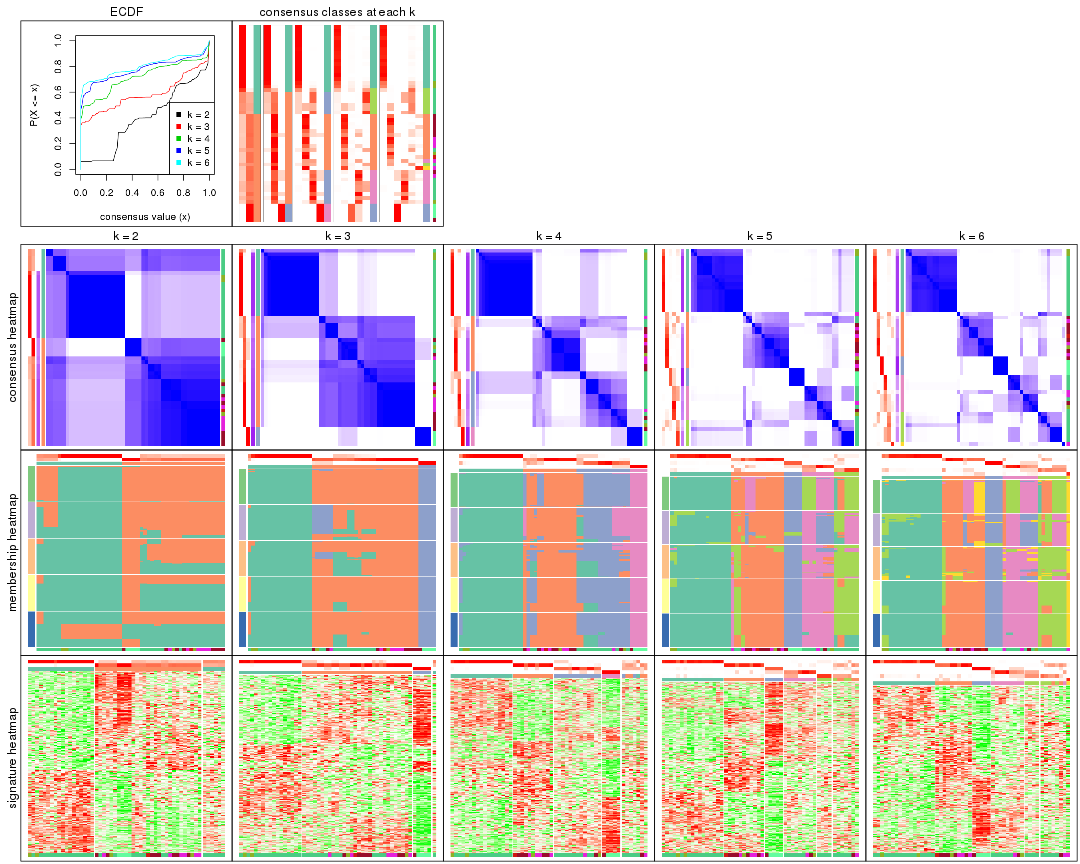 ECDF
consensus classes at each k
P(X <= x)
0.0 0.2 0.4 0.6 0.8 1.0
k = 2
k = 3
k = 4
k = 5
k = 6
0.0 0.2 0.4 0.6 0.8 1.0
consensus value (x)
k = 2
k = 3
k = 4
k = 5
k = 6
consensus heatmap
membership heatmap
signature heatmap